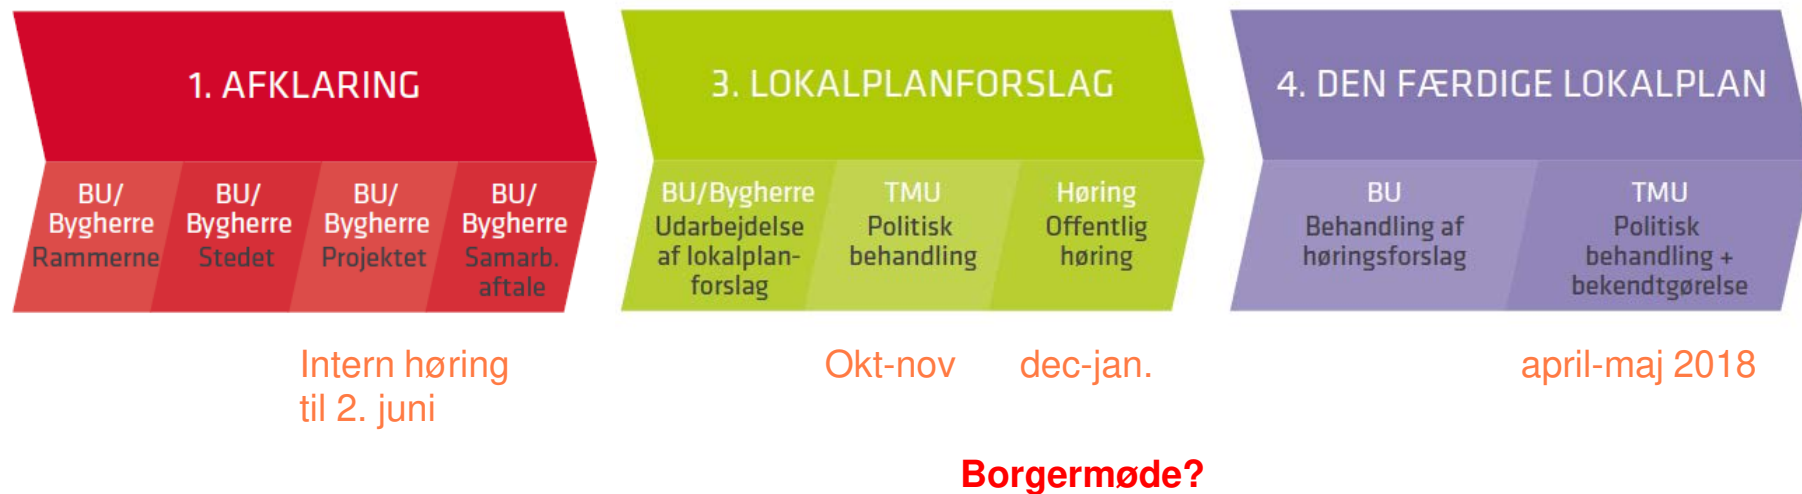 1. AFKLARING
BU/
Bygherre
Rammerne
BU/
Bygherre
Stedet
BU/
Bygherre
Projektet
BU/
Bygherre
Samarb.
aftale
3. LOKALPLANFORSLAG
BU/Bygherre
Udarbejdelse
af lokalplan-
forslag
TMU
Politisk
behandling
Høring
Offentlig
høring
4. DEN FÆRDIGE LOKALPLAN
BU
Behandling af
høringsforslag
TMU
Politisk
behandling +
bekendtgørelse
Intern høring
til 2. juni
Okt-nov
dec-jan.
april-maj 2018
Borgermøde?